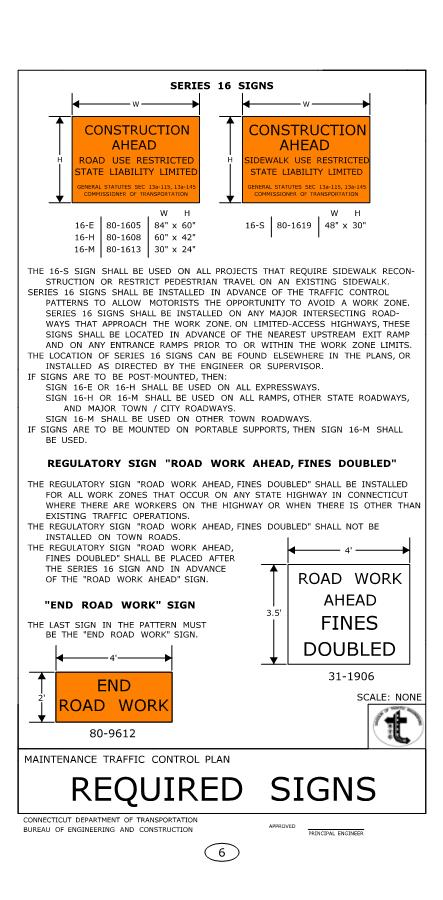 SERIES 16 SIGNS
W
W
H
CONSTRUCTION
AHEAD
ROAD USE RESTRICTED
STATE LIABILITY LIMITED
GENERAL STATUTES SEC 13a-115, 13a-145
COMMISSIONER OF TRANSPORTATION
H
CONSTRUCTION
AHEAD
SIDEWALK USE RESTRICTED
STATE LIABILITY LIMITED
GENERAL STATUTES SEC 13a-115, 13a-145
COMMISSIONER OF TRANSPORTATION
W H
16-E 80-1605 84" x 60"
16-H 80-1608 60" x 42"
16-M 80-1613 30" x 24"
W H
16-S 80-1619 48" x 30"
THE 16-S SIGN SHALL BE USED ON ALL PROJECTS THAT REQUIRE SIDEWALK RECON-
STRUCTION OR RESTRICT PEDESTRIAN TRAVEL ON AN EXISTING SIDEWALK.
SERIES 16 SIGNS SHALL BE INSTALLED IN ADVANCE OF THE TRAFFIC CONTROL
PATTERNS TO ALLOW MOTORISTS THE OPPORTUNITY TO AVOID A WORK ZONE.
SERIES 16 SIGNS SHALL BE INSTALLED ON ANY MAJOR INTERSECTING ROAD-
WAYS THAT APPROACH THE WORK ZONE. ON LIMITED-ACCESS HIGHWAYS, THESE
SIGNS SHALL BE LOCATED IN ADVANCE OF THE NEAREST UPSTREAM EXIT RAMP
AND ON ANY ENTRANCE RAMPS PRIOR TO OR WITHIN THE WORK ZONE LIMITS.
THE LOCATION OF SERIES 16 SIGNS CAN BE FOUND ELSEWHERE IN THE PLANS, OR
INSTALLED AS DIRECTED BY THE ENGINEER OR SUPERVISOR.
IF SIGNS ARE TO BE POST-MOUNTED, THEN:
SIGN 16-E OR 16-H SHALL BE USED ON ALL EXPRESSWAYS.
SIGN 16-H OR 16-M SHALL BE USED ON ALL RAMPS, OTHER STATE ROADWAYS,
AND MAJOR TOWN / CITY ROADWAYS.
SIGN 16-M SHALL BE USED ON OTHER TOWN ROADWAYS.
IF SIGNS ARE TO BE MOUNTED ON PORTABLE SUPPORTS, THEN SIGN 16-M SHALL
BE USED.
REGULATORY SIGN "ROAD WORK AHEAD, FINES DOUBLED"
THE REGULATORY SIGN "ROAD WORK AHEAD, FINES DOUBLED" SHALL BE INSTALLED
FOR ALL WORK ZONES THAT OCCUR ON ANY STATE HIGHWAY IN CONNECTICUT
WHERE THERE ARE WORKERS ON THE HIGHWAY OR WHEN THERE IS OTHER THAN
EXISTING TRAFFIC OPERATIONS.
THE REGULATORY SIGN "ROAD WORK AHEAD, FINES DOUBLED" SHALL NOT BE
INSTALLED ON TOWN ROADS.
THE REGULATORY SIGN "ROAD WORK AHEAD,
FINES DOUBLED" SHALL BE PLACED AFTER
THE SERIES 16 SIGN AND IN ADVANCE
OF THE "ROAD WORK AHEAD" SIGN.
4'
3.5'
ROAD WORK
AHEAD
FINES
DOUBLED
31-1906
"END ROAD WORK" SIGN
THE LAST SIGN IN THE PATTERN MUST
BE THE "END ROAD WORK" SIGN.
4'
2'
END
ROAD WORK
80-9612
SCALE: NONE
MAINTENANCE TRAFFIC CONTROL PLAN
REQUIRED SIGNS
CONNECTICUT DEPARTMENT OF TRANSPORTATION
BUREAU OF ENGINEERING AND CONSTRUCTION
APPROVED
PRINCIPAL ENGINEER
6